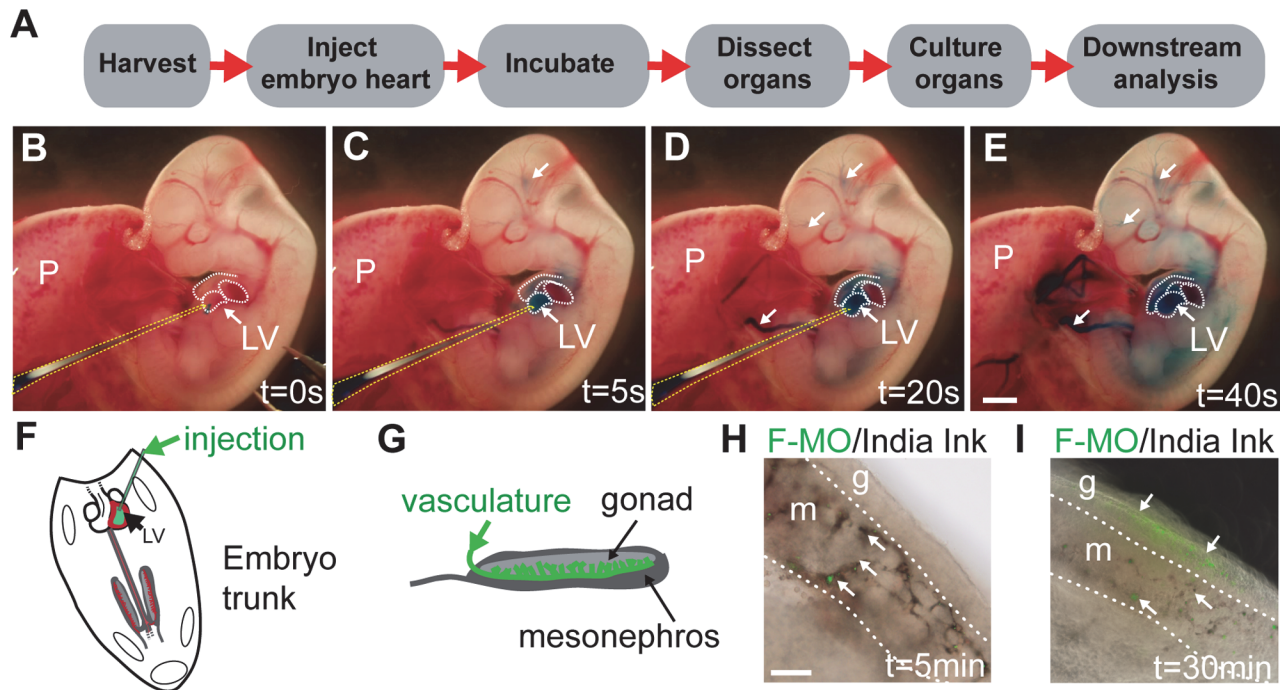 A
Harvest
Inject
embryo heart
Incubate
Dissect
organs
Culture
organs
Downstream
analysis
B
P
LV
t=0s
C
LV
t=5s
D
P
LV
t=20s
E
P
LV
t=40s
F
injection
LV
Embryo
trunk
G
vasculature
gonad
mesonephros
H F-MO/India Ink
g
m
t=5min
I F-MO/India Ink
g
m
t=30min